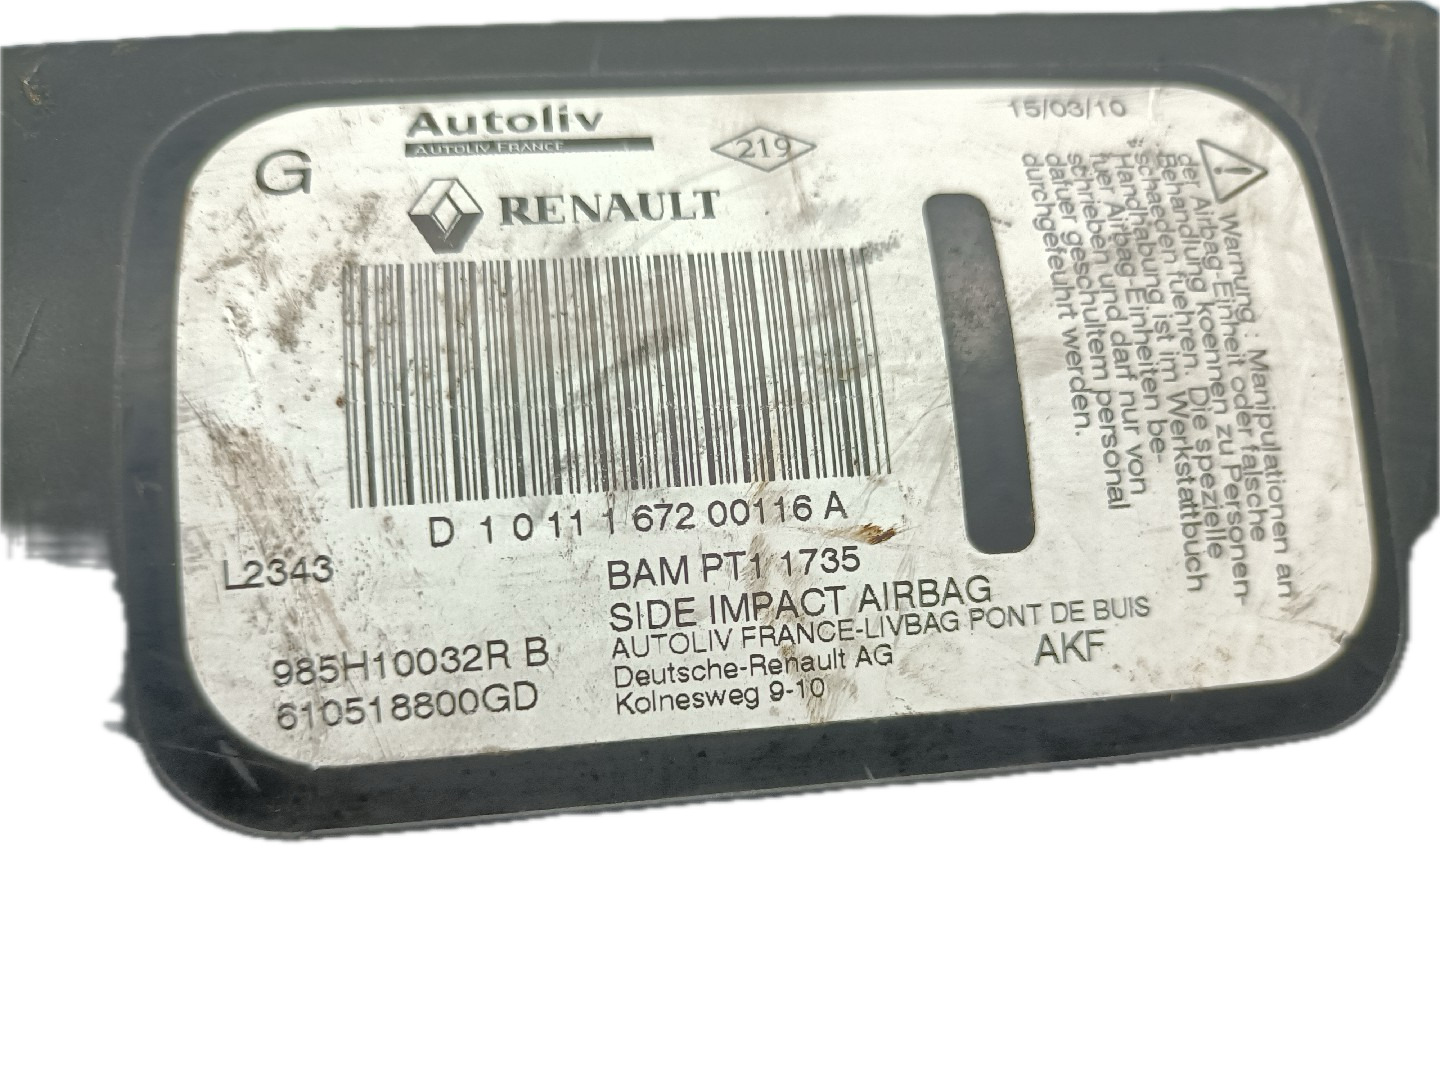 G
Autoliv
AUTOLIV FRANCE
219
15/03/10
RENAULT
D 1 0 11 1 672 00116 A
L2343
BAM PT1 1735
SIDE IMPACT AIRBAG
AUTOLIV FRANCE-LIVBAG PONT DE BUIS
985H10032R B
Deutsche-Renault AG
AKF
610518800GD
Kolnesweg 9-10
Warnung : Manipulationen an
der Airbag-Einheit oder falsche
Behandlung koennen zu Personen-
schaeden fuehren. Die spezielle
Handhabung ist im Werkstattbuch
fuer Airbag-Einheiten be-
schrieben und darf nur von
dafuer geschultem personal
durchgefeuhrt werden.